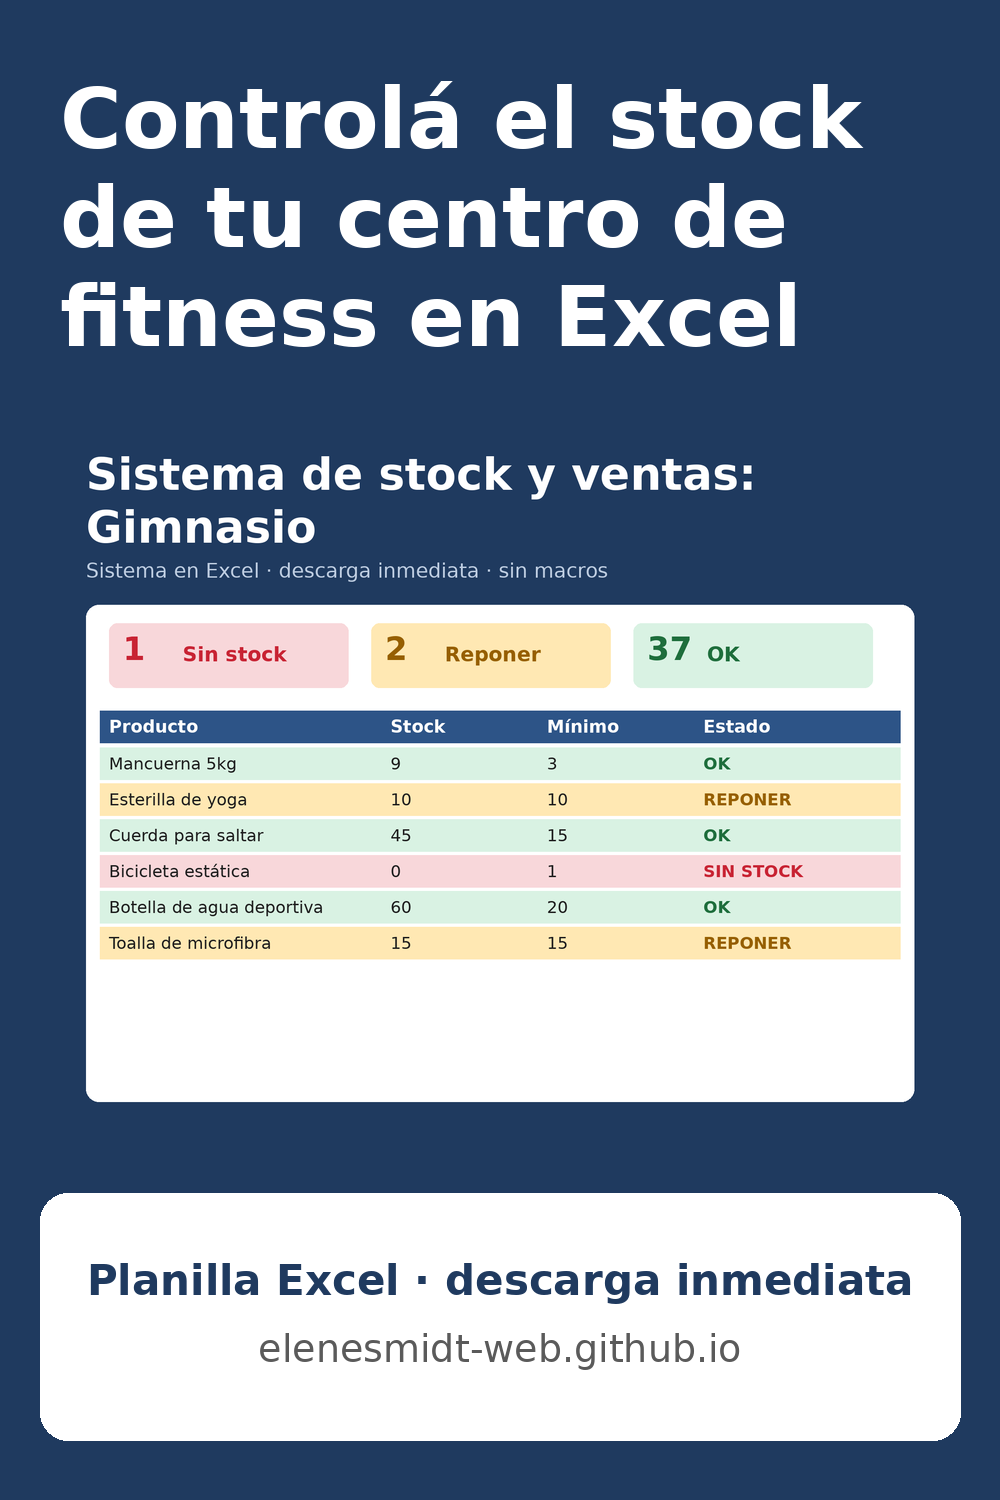 Controlá el stock
de tu centro de
fitness en Excel
Sistema de stock y ventas:
Gimnasio
Sistema en Excel · descarga inmediata · sin macros
1 Sin stock 2 Reponer 37 OK
Producto Stock Mínimo Estado
Mancuerna 5kg 9 3 OK
Esterilla de yoga 10 10 REPONER
Cuerda para saltar 45 15 OK
Bicicleta estática 0 1 SIN STOCK
Botella de agua deportiva 60 20 OK
Toalla de microfibra 15 15 REPONER
Planilla Excel · descarga inmediata
elenesmidt-web.github.io